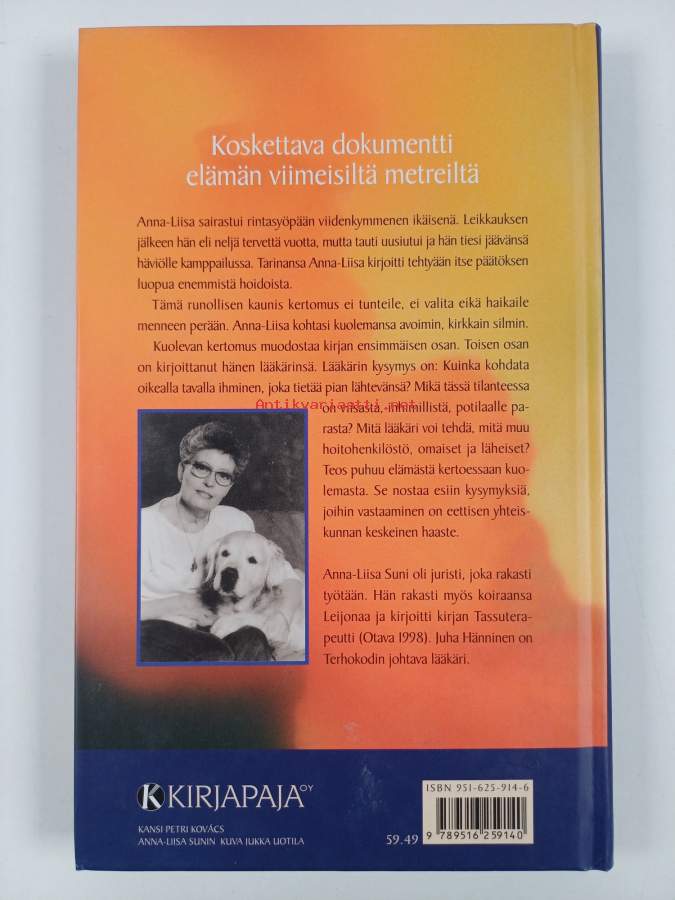 Koskettava dokumentti
elämän viimeisiltä metreiltä
Anna-Liisa sairastui rintasyöpään viidenkymmenen ikäisenä. Leikkauksen
jälkeen hän eli neljä tervettä vuotta, mutta tauti uusiutui ja hän tiesi jäävänsä
häviölle kamppailussa. Tarinansa Anna-Liisa kirjoitti tehtyään itse päätöksen
luopua enemmistä hoidoista.
Tämä runollisen kaunis kertomus ei tunteile, ei valita eikä haikaile
menneen perään. Anna-Liisa kohtasi kuolemansa avoimin, kirkkain silmin.
Kuolevan kertomus muodostaa kirjan ensimmäisen osan. Toisen osan
on kirjoittanut hänen lääkärinsä. Lääkärin kysymys on: Kuinka kohdata
oikealla tavalla ihminen, joka tietää pian lähtevänsä? Mikä tässä tilanteessa
Antikvariaatti.net
on viisasta, inhimillistä, potilaalle pa-
rasta? Mitä lääkäri voi tehdä, mitä muu
hoitohenkilöstö, omaiset ja läheiset?
Teos puhuu elämästä kertoessaan kuo-
lemasta. Se nostaa esiin kysymyksiä,
joihin vastaaminen on eettisen yhteis-
kunnan keskeinen haaste.
Anna-Liisa Suni oli juristi, joka rakasti
työtään. Hän rakasti myös koiraansa
Leijonaa ja kirjoitti kirjan Tassutera-
peutti (Otava 1998). Juha Hänninen on
Terhokodin johtava lääkäri.
K KIRJAPAJA OY
KANSI PETRI KOVÁCS
ANNA-LIISA SUNIN KUVA JUKKA UOTILA
ISBN 951-625-914-6
59.49
9 789516 259140